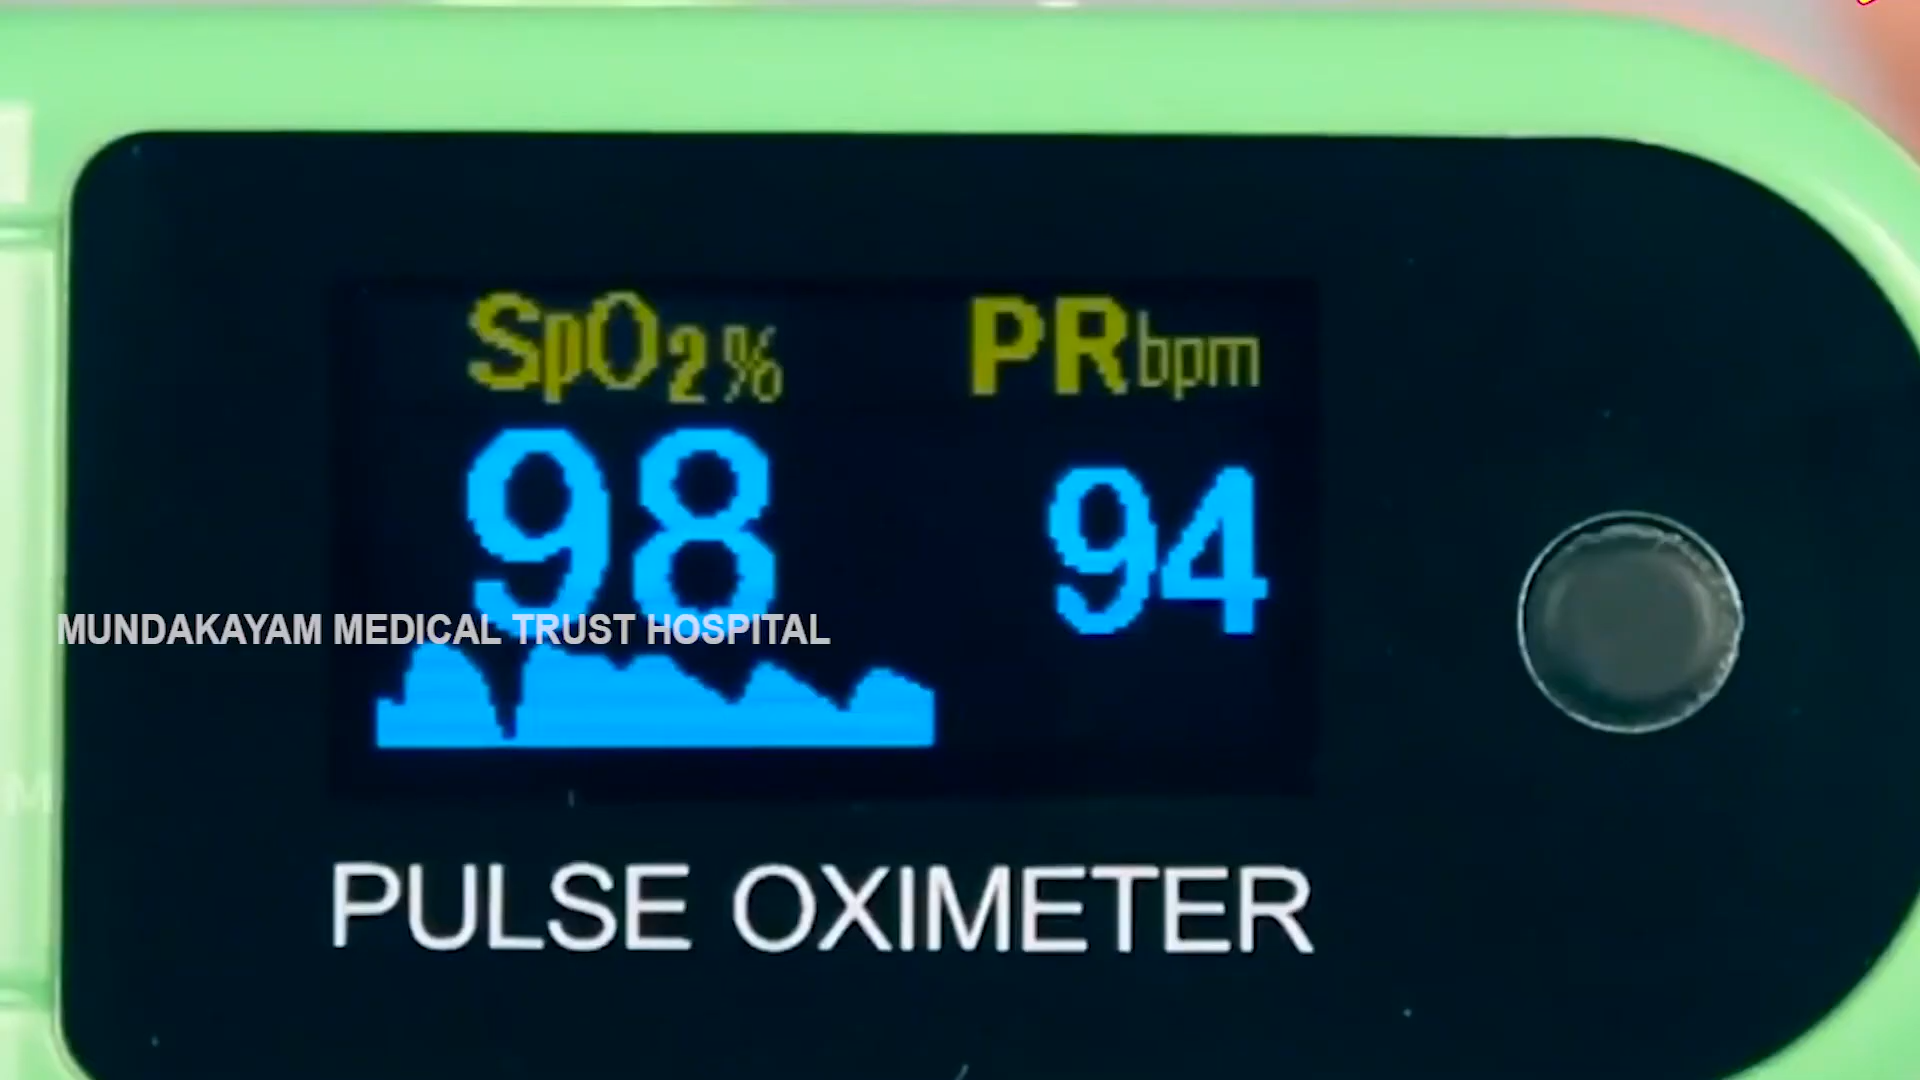 SpO2% PRbpm
98 94
MUNDAKAYAM MEDICAL TRUST HOSPITAL
PULSE OXIMETER